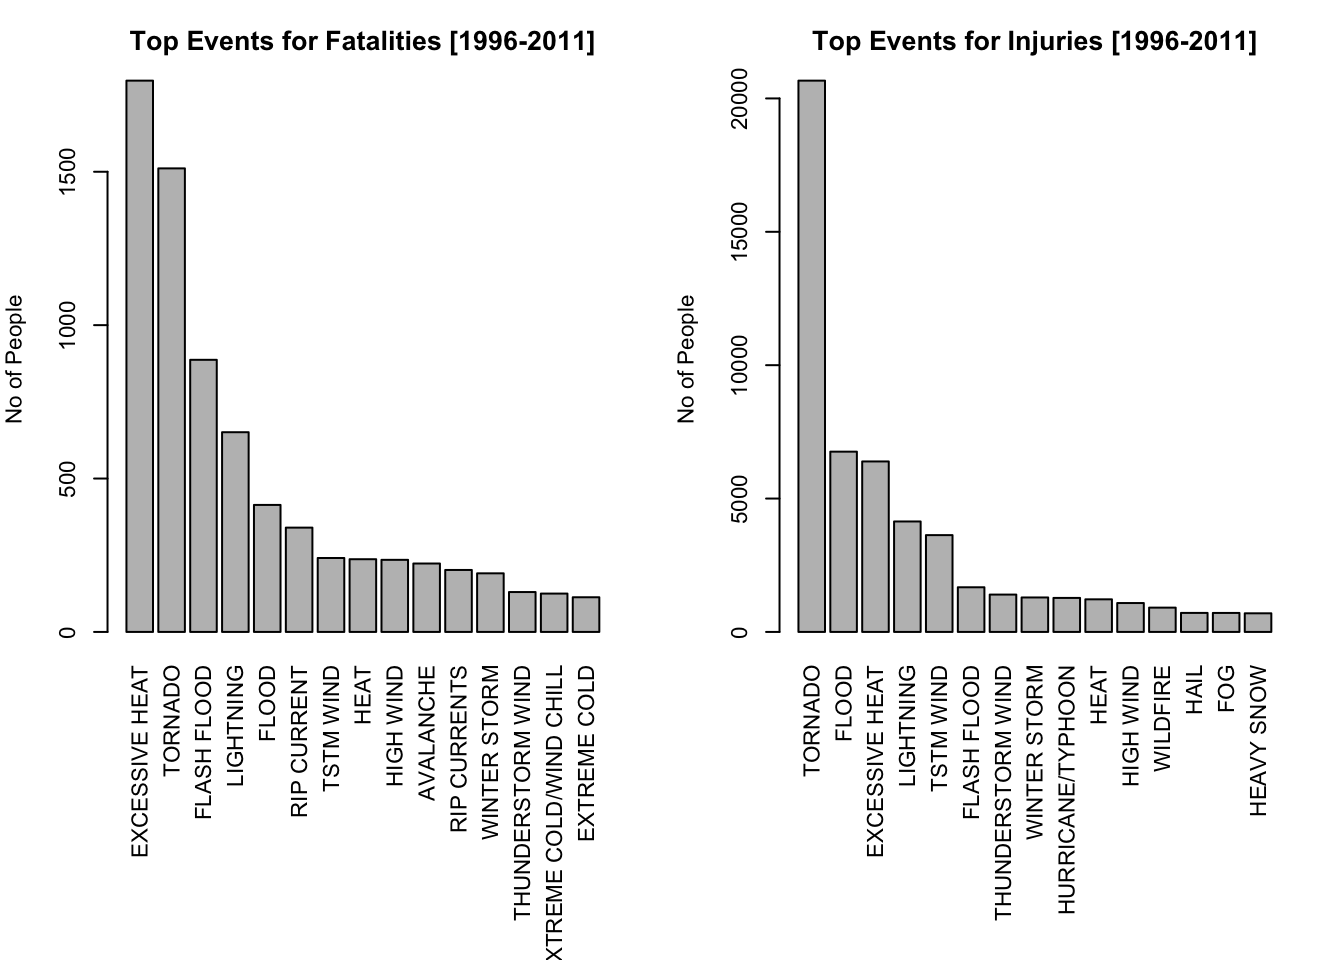 Top Events for Fatalities [1996-2011]
No of People
0
500
1000
1500
EXCESSIVE HEAT
TORNADO
FLASH FLOOD
LIGHTNING
FLOOD
RIP CURRENT
TSTM WIND
HEAT
HIGH WIND
AVALANCHE
RIP CURRENTS
WINTER STORM
THUNDERSTORM WIND
XTREME COLD/WIND CHILL
EXTREME COLD
Top Events for Injuries [1996-2011]
No of People
0
5000
10000
15000
20000
TORNADO
FLOOD
EXCESSIVE HEAT
LIGHTNING
TSTM WIND
FLASH FLOOD
THUNDERSTORM WIND
WINTER STORM
HURRICANE/TYPHOON
HEAT
HIGH WIND
WILDFIRE
HAIL
FOG
HEAVY SNOW